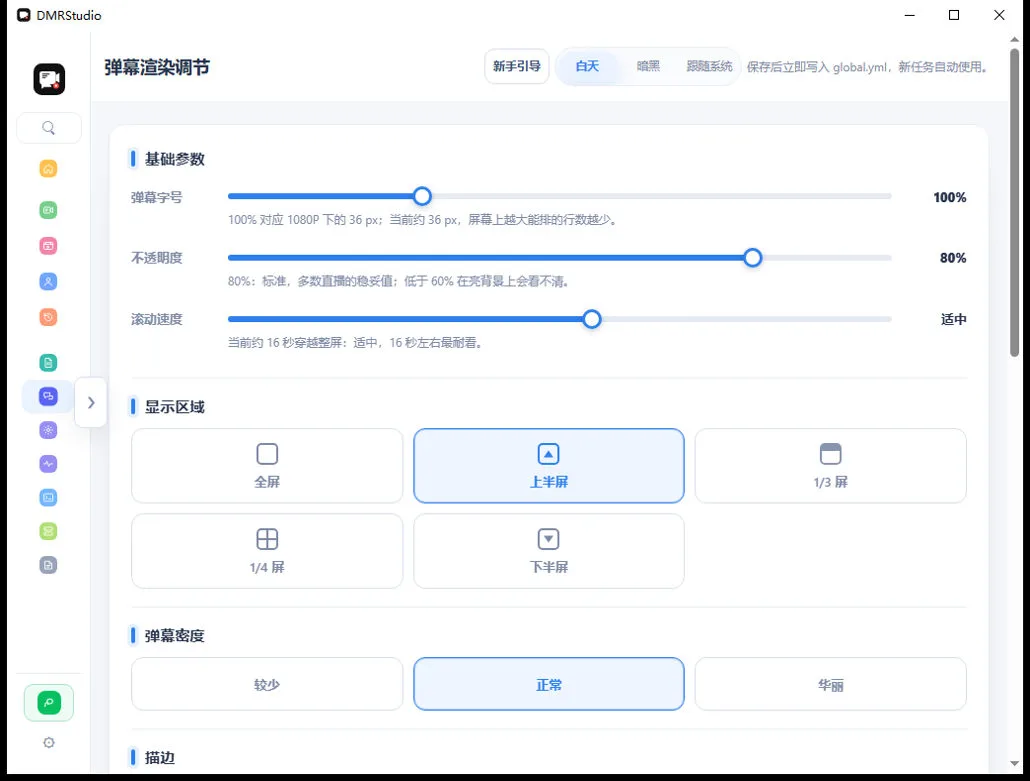 DMRStudio
弹幕渲染调节
新手引导
白天
暗黑
跟随系统
保存后立即写入 global.yml，新任务自动使用。
基础参数
弹幕字号
100%
100% 对应 1080P 下的 36 px；当前约 36 px，屏幕上越大能排的行数越少。
不透明度
80%
80%：标准，多数直播的稳妥值；低于 60% 在亮背景上会看不清。
滚动速度
适中
当前约 16 秒穿越整屏：适中，16 秒左右最耐看。
显示区域
全屏
上半屏
1/3 屏
1/4 屏
下半屏
弹幕密度
较少
正常
华丽
描边